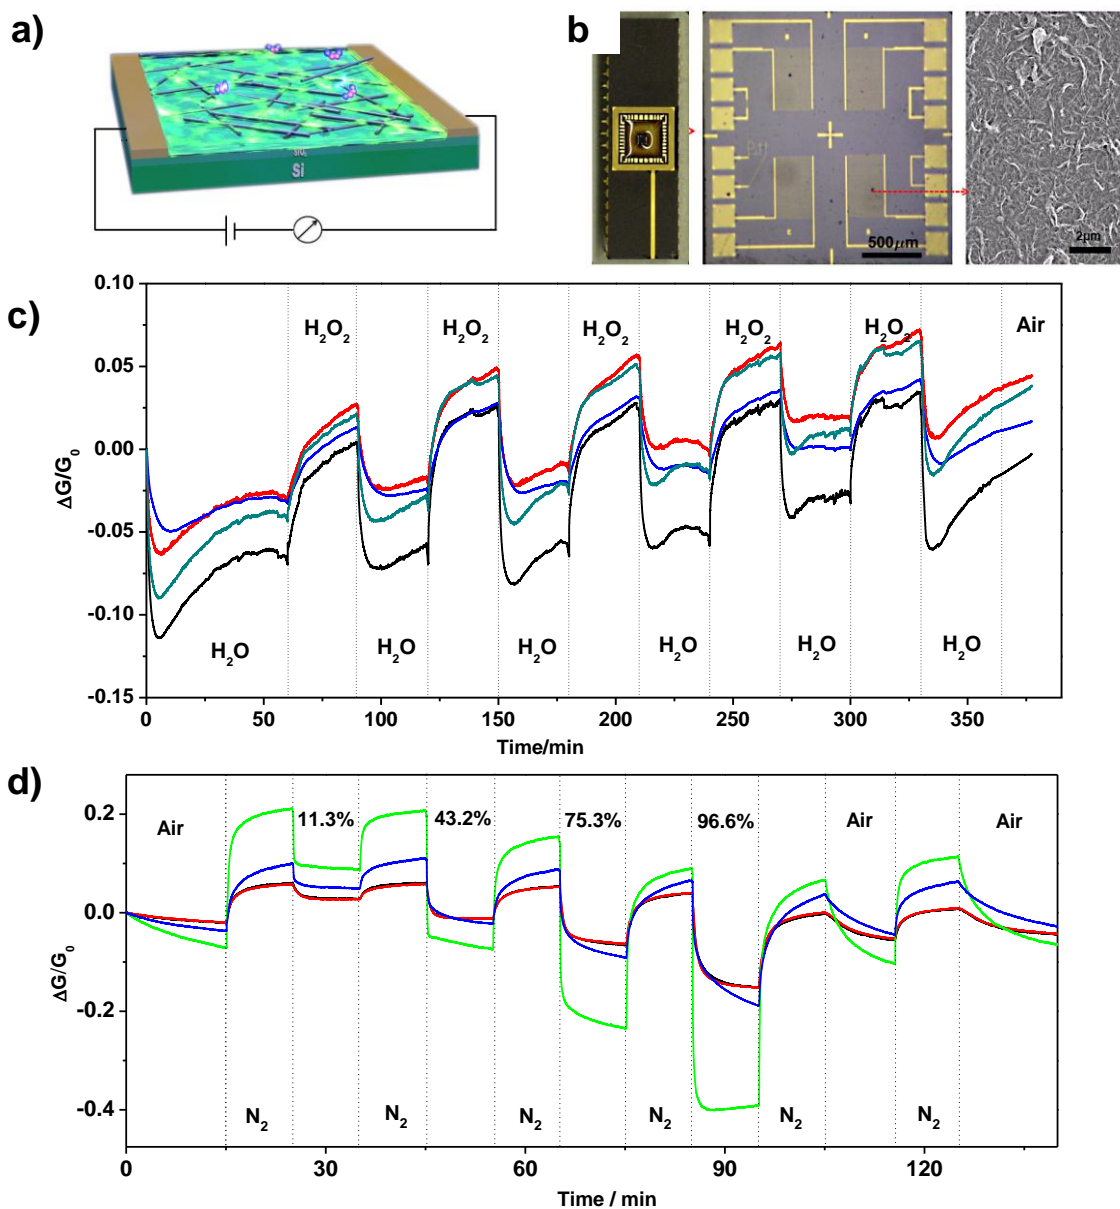 a)
SiO₂
Si
b
500μm
2μm
c)
0.10
0.05
0.00
-0.05
-0.10
-0.15
ΔG/G₀
H₂O₂ H₂O₂ H₂O₂ H₂O₂ H₂O₂ Air
H₂O H₂O H₂O H₂O H₂O H₂O
0 50 100 150 200 250 300 350
Time/min
d)
0.2
0.0
-0.2
-0.4
ΔG/G₀
Air 11.3% 43.2% 75.3% 96.6% Air Air
N₂ N₂ N₂ N₂ N₂ N₂
0 30 60 90 120
Time / min